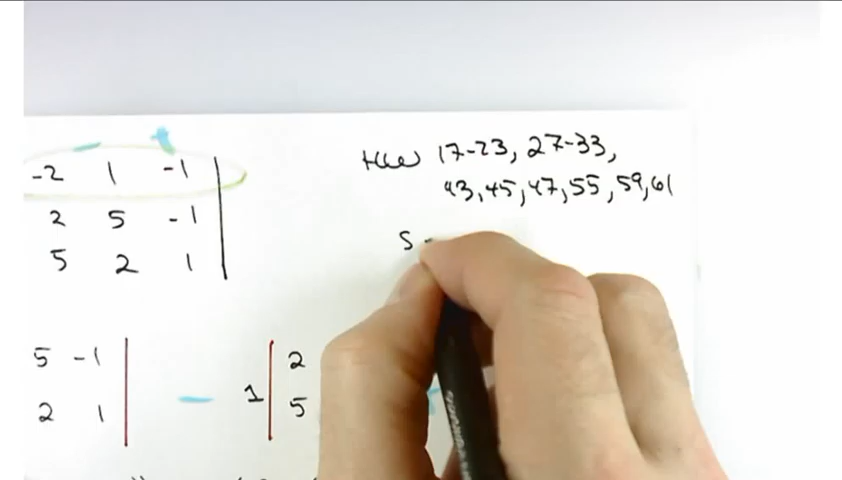 -2 1 -1
2 5 -1
5 2 1
HW 17-23, 27-33,
43, 45, 47, 55, 59, 61
S
5 -1
2 1
- 1 2
5